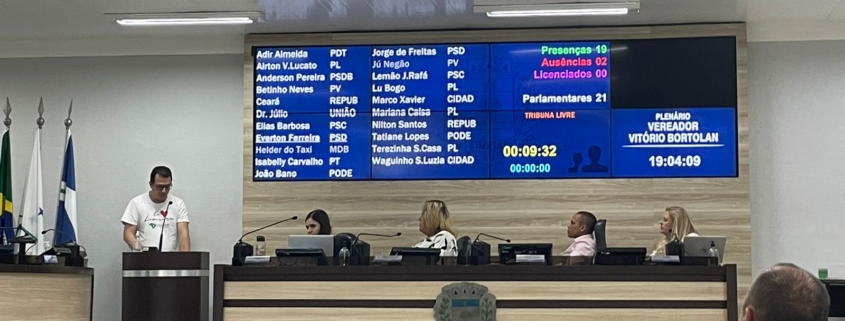 Adir Almeida PDT
Airton V.Lucato PL
Anderson Pereira PSDB
Betinho Neves PV
Ceará REPUB
Dr. Júlio UNIÃO
Elias Barbosa PSC
Everton Ferreira PSD
Helder do Taxi MDB
Isabelly Carvalho PT
João Bano PODE
Jorge de Freitas PSD
Jú Negão PV
Lemão J.Rafá PSC
Lu Bogo PL
Marco Xavier CIDAD
Mariana Calsa PL
Nilton Santos REPUB
Tatiane Lopes PODE
Terezinha S.Casa PL
Waguinho S.Luzia CIDAD
Presenças 19
Ausências 02
Licenciados 00
Parlamentares 21
TRIBUNA LIVRE
00:09:32
00:00:00
PLENÁRIO
VEREADOR
VITÓRIO BORTOLAN
19:04:09